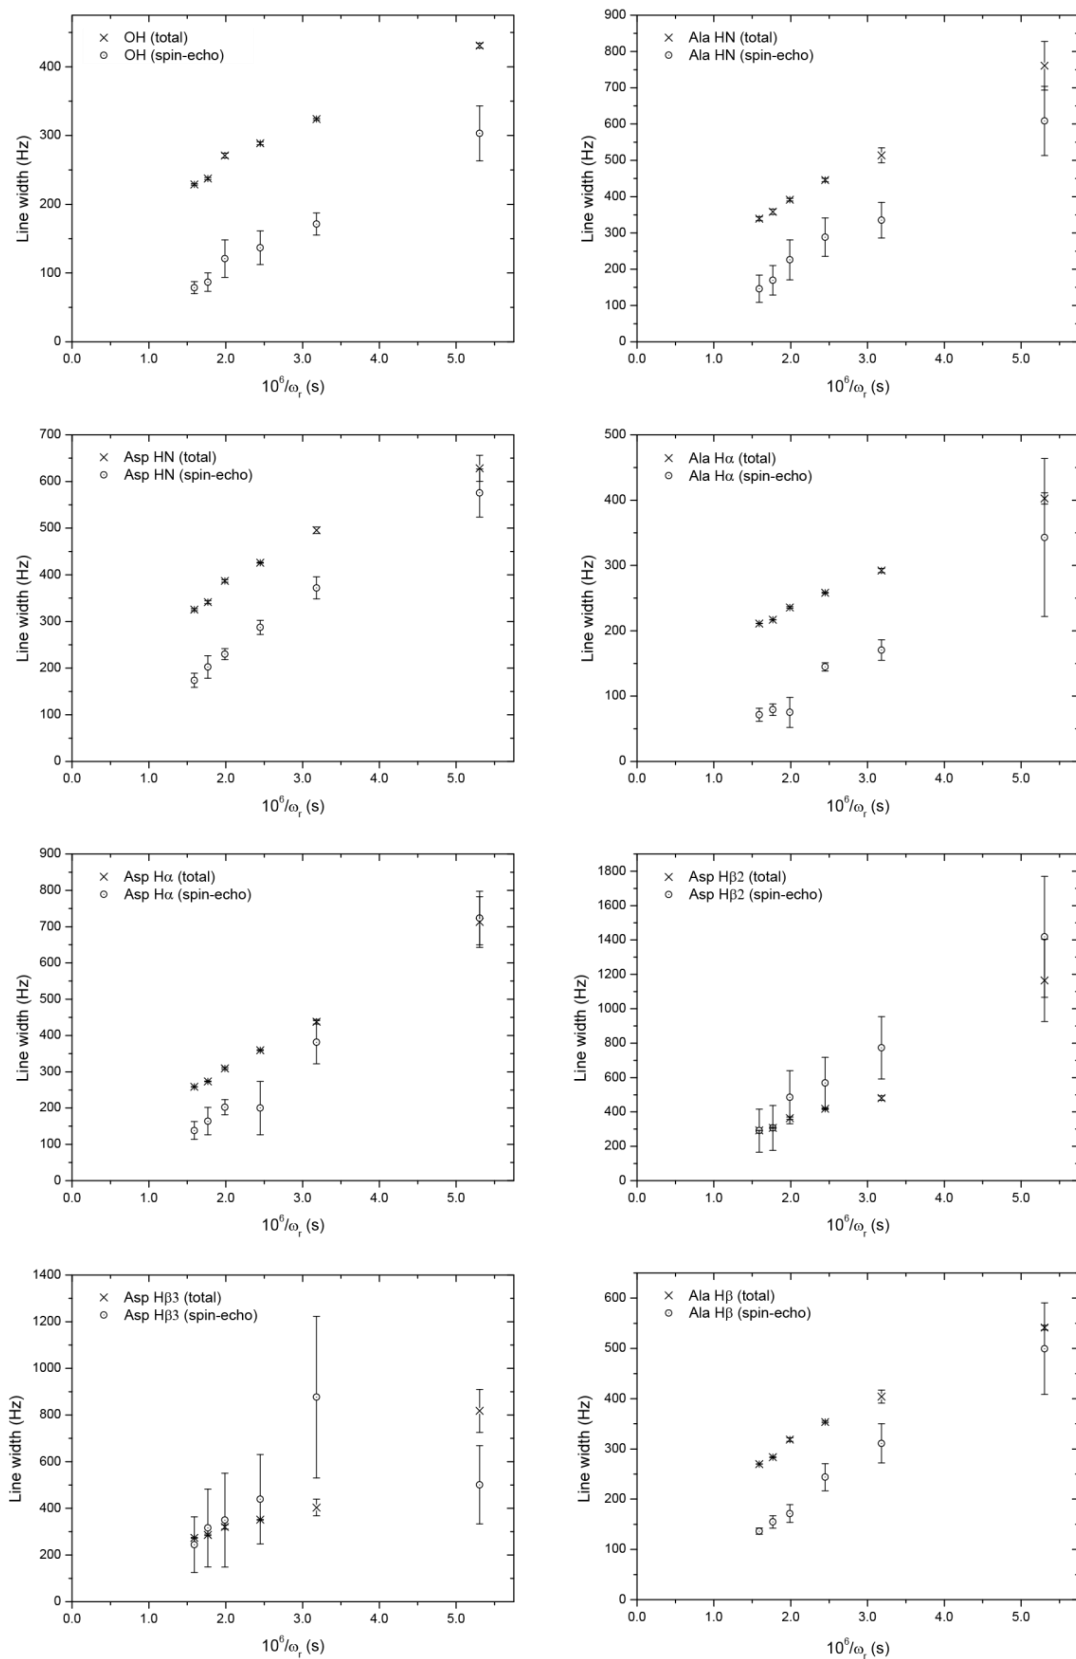 OH (total)
OH (spin-echo)
Line width (Hz)
400
300
200
100
0
0.0 1.0 2.0 3.0 4.0 5.0
10⁶/ωᵣ (s)
Ala HN (total)
Ala HN (spin-echo)
Line width (Hz)
900
800
700
600
500
400
300
200
100
0
0.0 1.0 2.0 3.0 4.0 5.0
10⁶/ωᵣ (s)
Asp HN (total)
Asp HN (spin-echo)
Line width (Hz)
700
600
500
400
300
200
100
0
0.0 1.0 2.0 3.0 4.0 5.0
10⁶/ωᵣ (s)
Ala Hα (total)
Ala Hα (spin-echo)
Line width (Hz)
500
400
300
200
100
0
0.0 1.0 2.0 3.0 4.0 5.0
10⁶/ωᵣ (s)
Asp Hα (total)
Asp Hα (spin-echo)
Line width (Hz)
900
800
700
600
500
400
300
200
100
0
0.0 1.0 2.0 3.0 4.0 5.0
10⁶/ωᵣ (s)
Asp Hβ2 (total)
Asp Hβ2 (spin-echo)
Line width (Hz)
1800
1600
1400
1200
1000
800
600
400
200
0
0.0 1.0 2.0 3.0 4.0 5.0
10⁶/ωᵣ (s)
Asp Hβ3 (total)
Asp Hβ3 (spin-echo)
Line width (Hz)
1400
1200
1000
800
600
400
200
0
0.0 1.0 2.0 3.0 4.0 5.0
10⁶/ωᵣ (s)
Ala Hβ (total)
Ala Hβ (spin-echo)
Line width (Hz)
600
500
400
300
200
100
0
0.0 1.0 2.0 3.0 4.0 5.0
10⁶/ωᵣ (s)